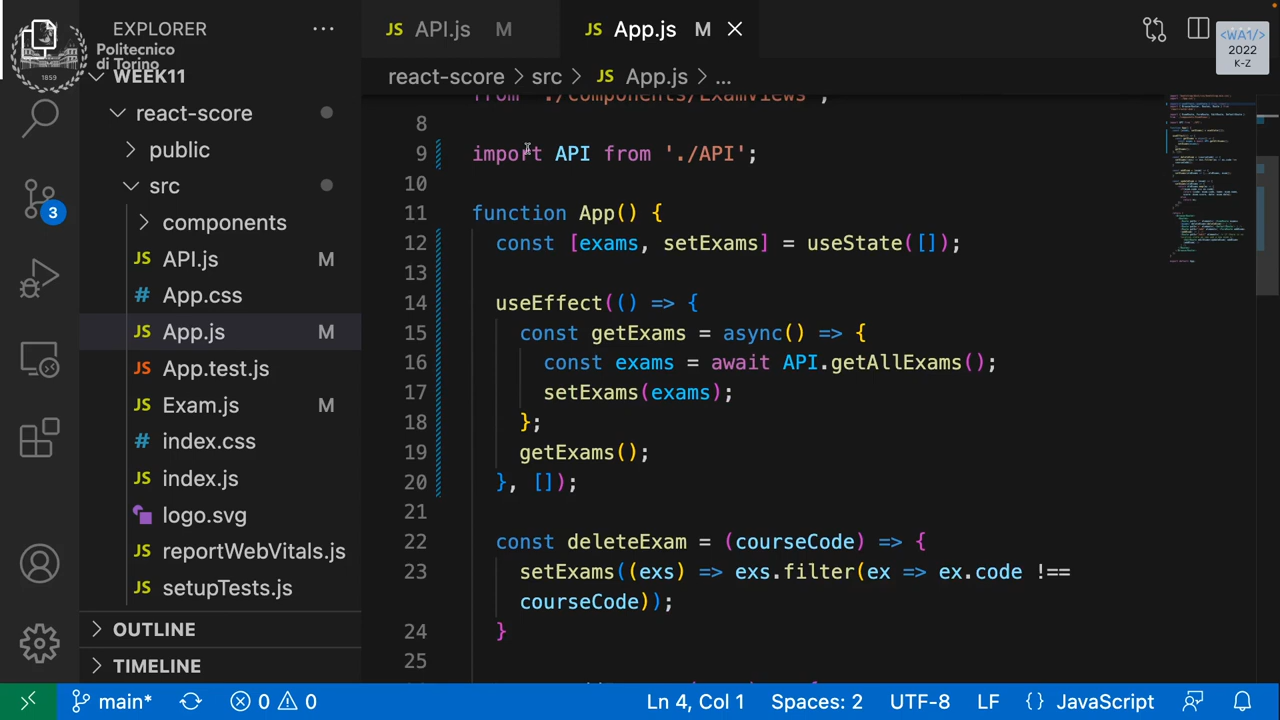 EXPLORER
Politecnico
di Torino
1859
WEEK11
react-score
public
src
components
API.js M
App.css
App.js M
App.test.js
Exam.js M
index.css
index.js
logo.svg
reportWebVitals.js
setupTests.js
OUTLINE
TIMELINE
3
JS API.js M
JS App.js M
<WA1/>
2022
K-Z
react-score > src > JS App.js > ...
from './components/ExamViews';
8
9 import API from './API';
10
11 function App() {
12 const [exams, setExams] = useState([]);
13
14 useEffect(() => {
15 const getExams = async() => {
16 const exams = await API.getAllExams();
17 setExams(exams);
18 };
19 getExams();
20 }, []);
21
22 const deleteExam = (courseCode) => {
23 setExams((exs) => exs.filter(ex => ex.code !==
courseCode));
24 }
25
main* 0 0 Ln 4, Col 1 Spaces: 2 UTF-8 LF {} JavaScript